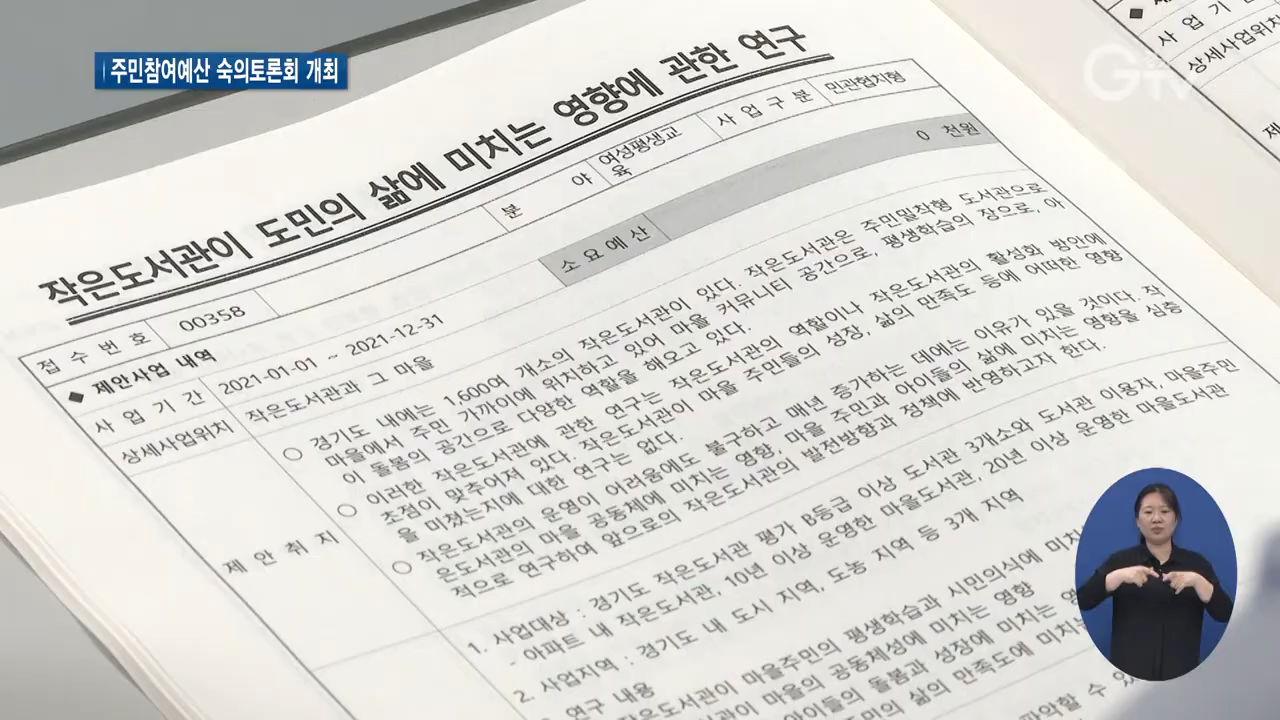 주민참여예산 숙의토론회 개최
GTV
작은도서관이 도민의 삶에 미치는 영향에 관한 연구
접 수 번 호 00358 분 야 여성평생교육 사 업 구 분 민관협치형
◆ 제안사업 내역 소 요 예 산 0 천원
사 업 기 간 2021-01-01 ~ 2021-12-31
상세사업위치 작은도서관과 그 마을
제 안 취 지
○ 경기도 내에는 1,600여 개소의 작은도서관이 있다. 작은도서관은 주민밀착형 도서관으로
마을에서 주민 가까이에 위치하고 있어 마을 커뮤니티 공간으로, 평생학습의 장으로, 아
이 돌봄의 공간으로 다양한 역할을 해오고 있다.
○ 이러한 작은도서관에 관한 연구는 작은도서관의 역할이나 작은도서관의 활성화 방안에
초점이 맞추어져 있다. 작은도서관이 마을 주민들의 성장, 삶의 만족도 등에 어떠한 영향
을 미쳤는지에 대한 연구는 없다.
○ 작은도서관의 운영이 어려움에도 불구하고 매년 증가하는 데에는 이유가 있을 것이다. 작
은도서관의 마을 공동체에 미치는 영향, 마을 주민과 아이들의 삶에 미치는 영향을 심층
적으로 연구하여 앞으로의 작은도서관의 발전방향과 정책에 반영하고자 한다.
1. 사업대상 : 경기도 작은도서관 평가 B등급 이상 도서관 3개소와 도서관 이용자, 마을주민
- 아파트 내 작은도서관, 10년 이상 운영한 마을도서관, 20년 이상 운영한 마을도서관
2. 사업지역 : 경기도 내 도시 지역, 도농 지역 등 3개 지역
연구 내용
작은도서관이 마을주민의 평생학습과 시민의식에 미치
도서관이 마을의 공동체성에 미치는 영향
아이들의 돌봄과 성장에 미치는
주민의 삶의 만족도에 미치는
파악할 수
사 업 기
상세사업위치
제